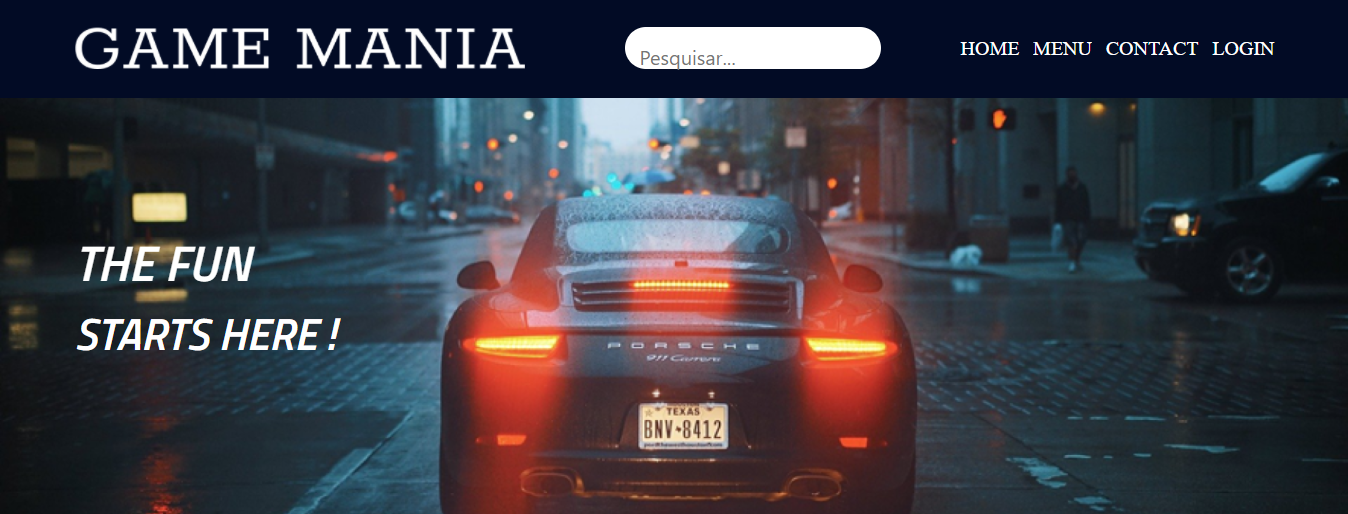 GAME MANIA
Pesquisar...
HOME MENU CONTACT LOGIN
THE FUN
STARTS HERE !
PORSCHE
911 Carrera
TEXAS
BNV 8412